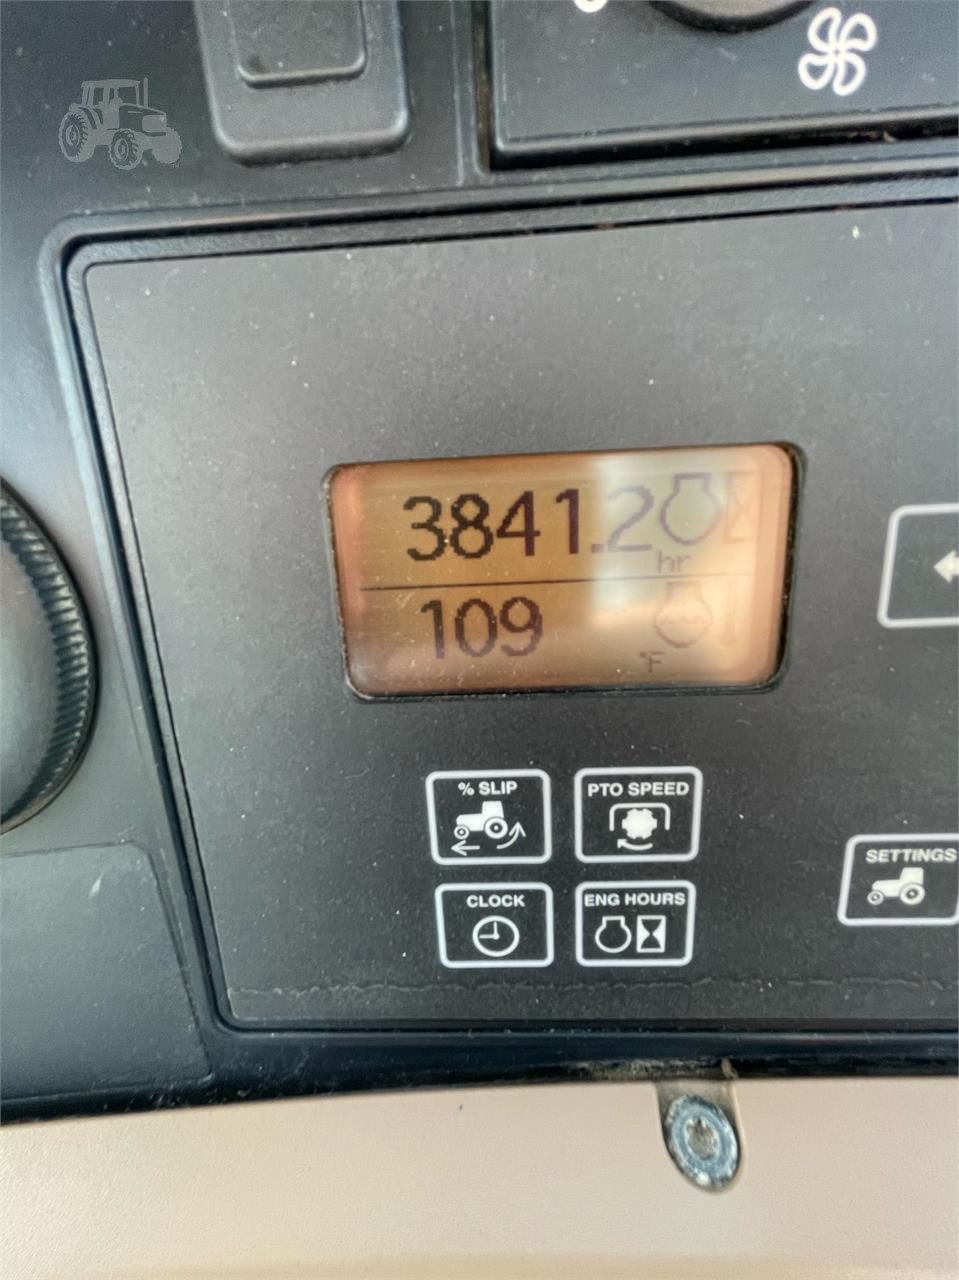 3841.2
hr
109
°F
% SLIP
PTO SPEED
CLOCK
ENG HOURS
SETTINGS